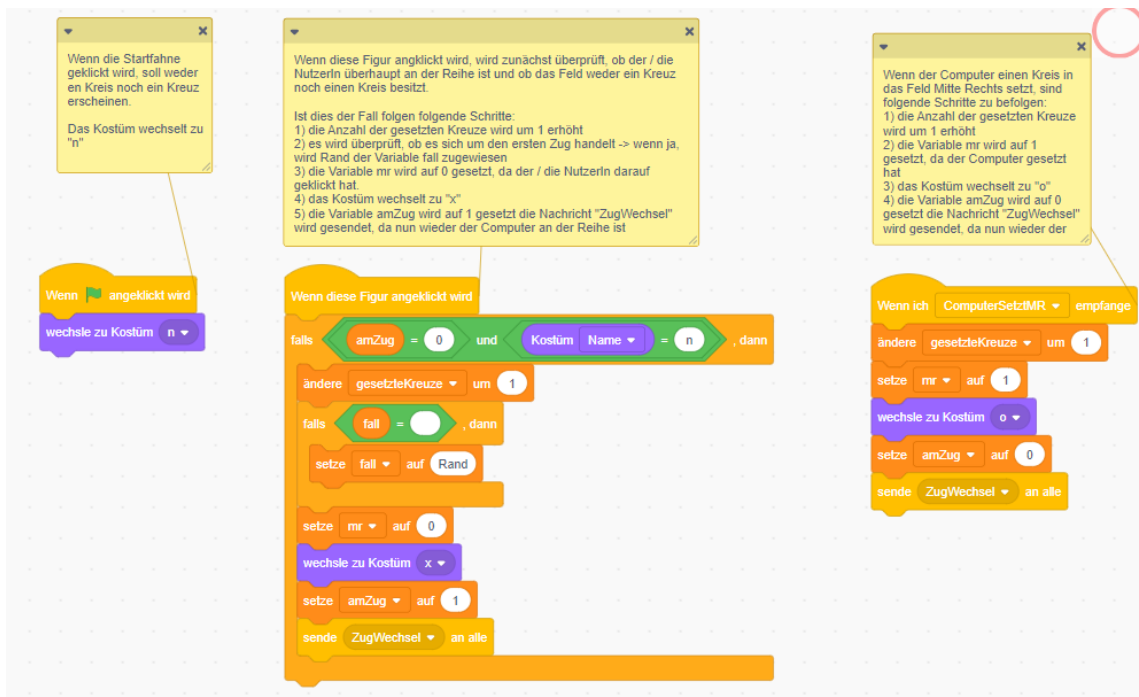 Wenn die Startfahne
geklickt wird, soll weder
en Kreis noch ein Kreuz
erscheinen.
Das Kostüm wechselt zu
"n"
Wenn angeklickt wird
wechsle zu Kostüm n
Wenn diese Figur angklickt wird, wird zunächst überprüft, ob der / die
NutzerIn überhaupt an der Reihe ist und ob das Feld weder ein Kreuz
noch einen Kreis besitzt.
Ist dies der Fall folgen folgende Schritte:
1) die Anzahl der gesetzten Kreuze wird um 1 erhöht
2) es wird überprüft, ob es sich um den ersten Zug handelt -> wenn ja,
wird Rand der Variable fall zugewiesen
3) die Variable mr wird auf 0 gesetzt, da der / die NutzerIn darauf
geklickt hat.
4) das Kostüm wechselt zu "x"
5) die Variable amZug wird auf 1 gesetzt die Nachricht "ZugWechsel"
wird gesendet, da nun wieder der Computer an der Reihe ist
Wenn diese Figur angeklickt wird
falls amZug = 0 und Kostüm Name = n , dann
ändere gesetzteKreuze um 1
falls fall = , dann
setze fall auf Rand
setze mr auf 0
wechsle zu Kostüm x
setze amZug auf 1
sende ZugWechsel an alle
Wenn der Computer einen Kreis in
das Feld Mitte Rechts setzt, sind
folgende Schritte zu befolgen:
1) die Anzahl der gesetzten Kreuze
wird um 1 erhöht
2) die Variable mr wird auf 1
gesetzt, da der Computer gesetzt
hat
3) das Kostüm wechselt zu "o"
4) die Variable amZug wird auf 0
gesetzt die Nachricht "ZugWechsel"
wird gesendet, da nun wieder der
Wenn ich ComputerSetztMR empfange
ändere gesetzteKreuze um 1
setze mr auf 1
wechsle zu Kostüm o
setze amZug auf 0
sende ZugWechsel an alle